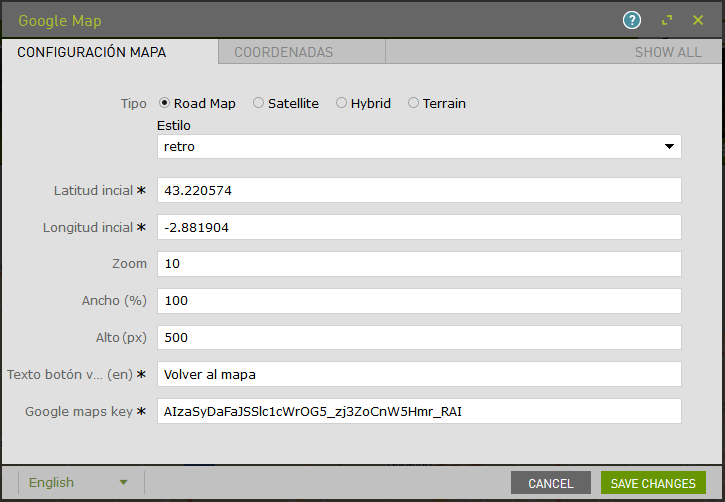 Google Map
?
CONFIGURACIÓN MAPA COORDENADAS SHOW ALL
Tipo Road Map Satellite Hybrid Terrain
Estilo
retro
Latitud incial * 43.220574
Longitud incial * -2.881904
Zoom 10
Ancho (%) 100
Alto (px) 500
Texto botón v... (en) * Volver al mapa
Google maps key * AIzaSyDaFaJSSlc1cWrOG5_zj3ZoCnW5Hmr_RAI
English CANCEL SAVE CHANGES